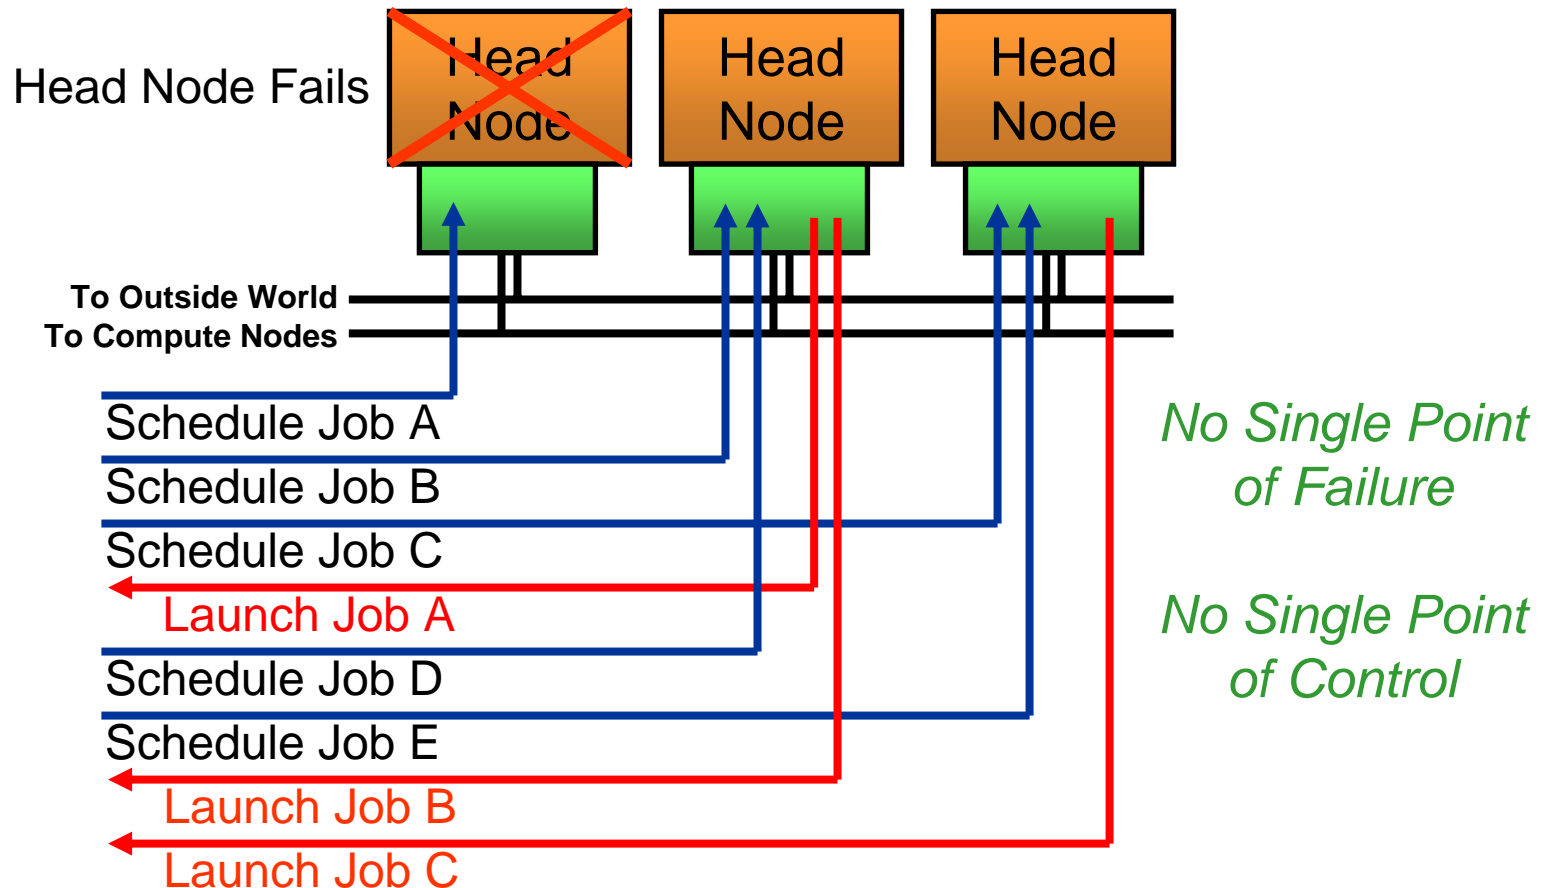 Head Node Fails
Head
Node
Head
Node
Head
Node
To Outside World
To Compute Nodes
Schedule Job A
Schedule Job B
Schedule Job C
Launch Job A
Schedule Job D
Schedule Job E
Launch Job B
Launch Job C
No Single Point
of Failure
No Single Point
of Control